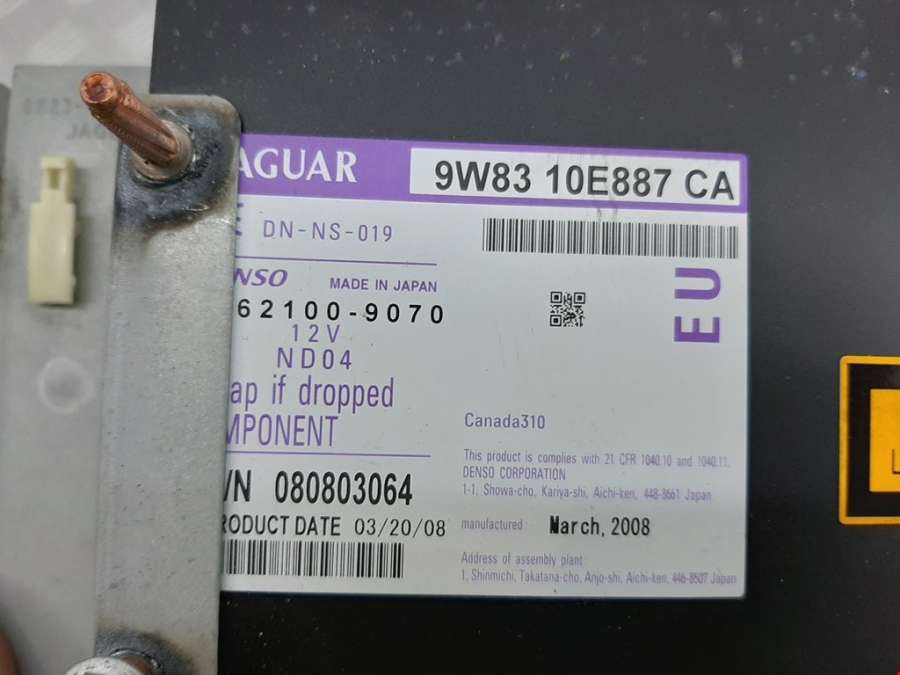 AGUAR
9W83 10E887 CA
DN-NS-019
NSO MADE IN JAPAN
62100-9070
12V
ND04
ap if dropped
MPONENT
/N 080803064
RODUCT DATE 03/20/08
EU
Canada310
This product is complies with 21 CFR 1040.10 and 1040.11.
DENSO CORPORATION
1-1, Showa-cho, Kariya-shi, Aichi-ken, 448-8661 Japan
manufactured: March, 2008
Address of assembly plant:
1, Shinmichi, Takatana-cho, Anjo-shi, Aichi-ken, 446-8507 Japan